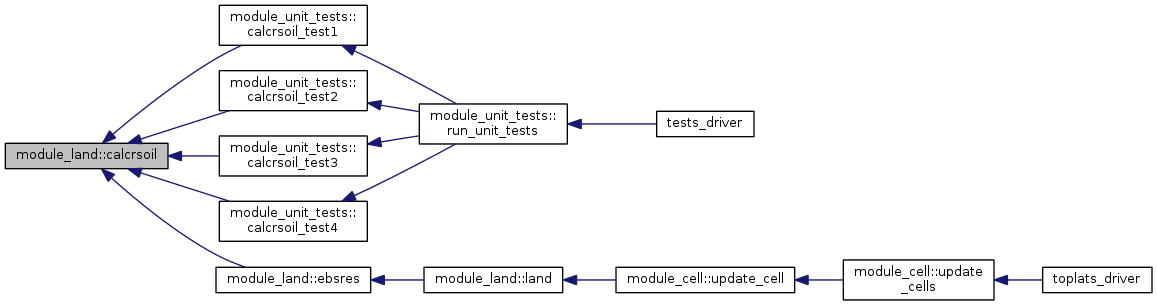 module_unit_tests::
calcrsoil_test1
module_unit_tests::
calcrsoil_test2
module_unit_tests::
run_unit_tests
tests_driver
module_land::calcrsoil
module_unit_tests::
calcrsoil_test3
module_unit_tests::
calcrsoil_test4
module_land::ebsres
module_land::land
module_cell::update_cell
module_cell::update
_cells
toplats_driver